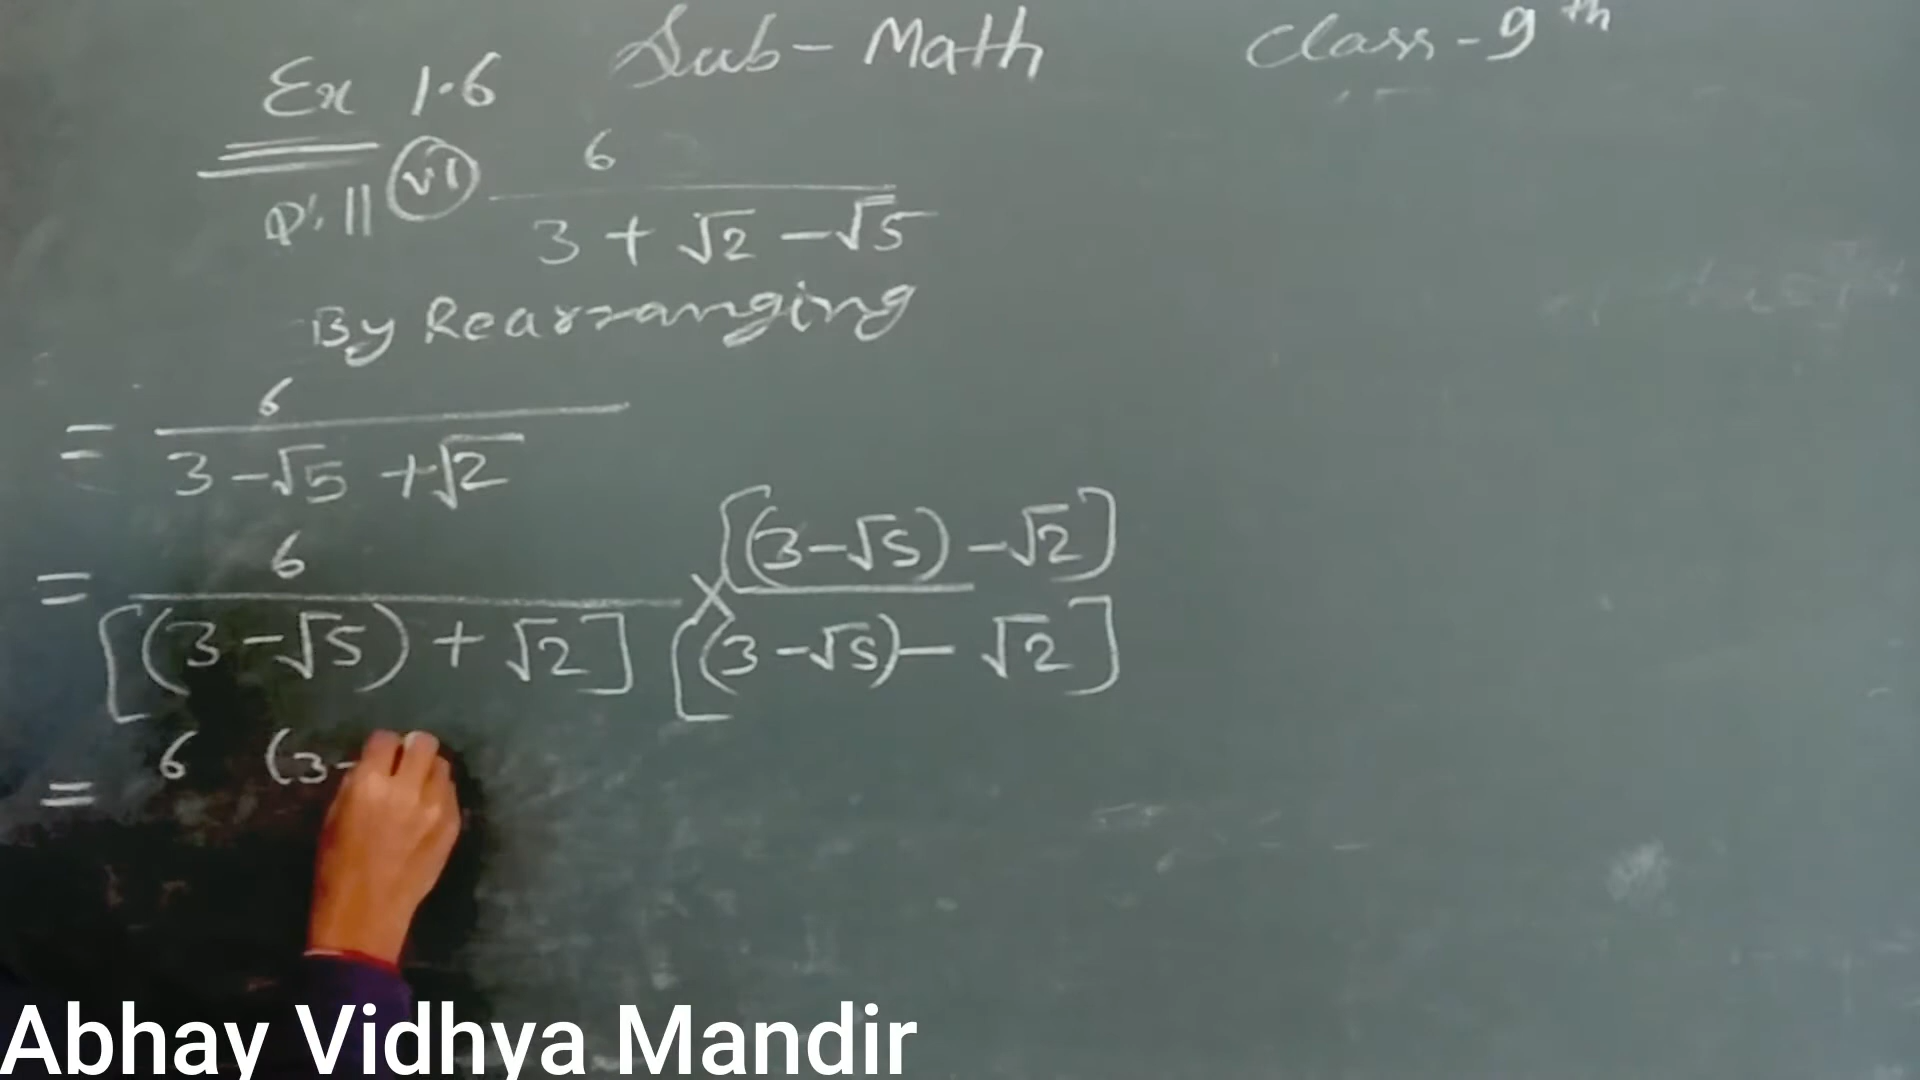 Sub - Math Class - 9th
Ex 1.6
Q. 11 (vi) 6
3 + √2 - √5
By Rearranging
= 6
3 - √5 + √2
= 6 × [(3 - √5) - √2]
[(3 - √5) + √2] [(3 - √5) - √2]
= 6 (3 -
Abhay Vidhya Mandir